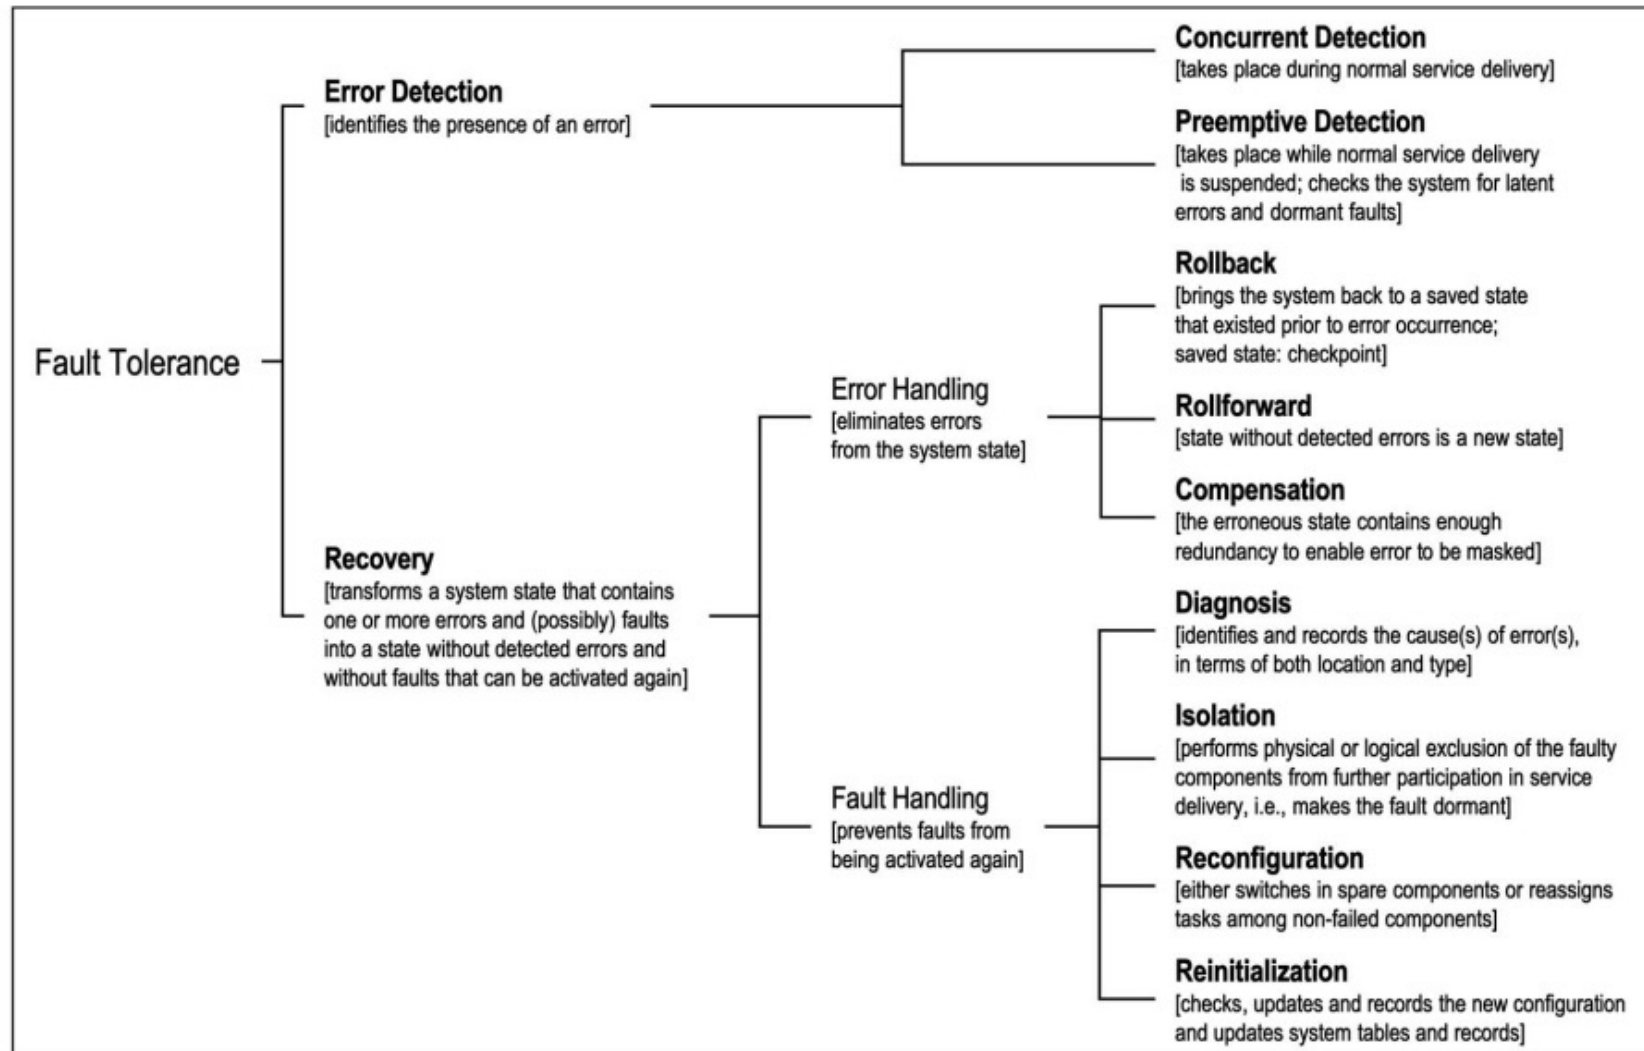 Fault Tolerance
Error Detection
[identifies the presence of an error]
Concurrent Detection
[takes place during normal service delivery]
Preemptive Detection
[takes place while normal service delivery
is suspended; checks the system for latent
errors and dormant faults]
Recovery
[transforms a system state that contains
one or more errors and (possibly) faults
into a state without detected errors and
without faults that can be activated again]
Error Handling
[eliminates errors
from the system state]
Rollback
[brings the system back to a saved state
that existed prior to error occurrence;
saved state: checkpoint]
Rollforward
[state without detected errors is a new state]
Compensation
[the erroneous state contains enough
redundancy to enable error to be masked]
Fault Handling
[prevents faults from
being activated again]
Diagnosis
[identifies and records the cause(s) of error(s),
in terms of both location and type]
Isolation
[performs physical or logical exclusion of the faulty
components from further participation in service
delivery, i.e., makes the fault dormant]
Reconfiguration
[either switches in spare components or reassigns
tasks among non-failed components]
Reinitialization
[checks, updates and records the new configuration
and updates system tables and records]